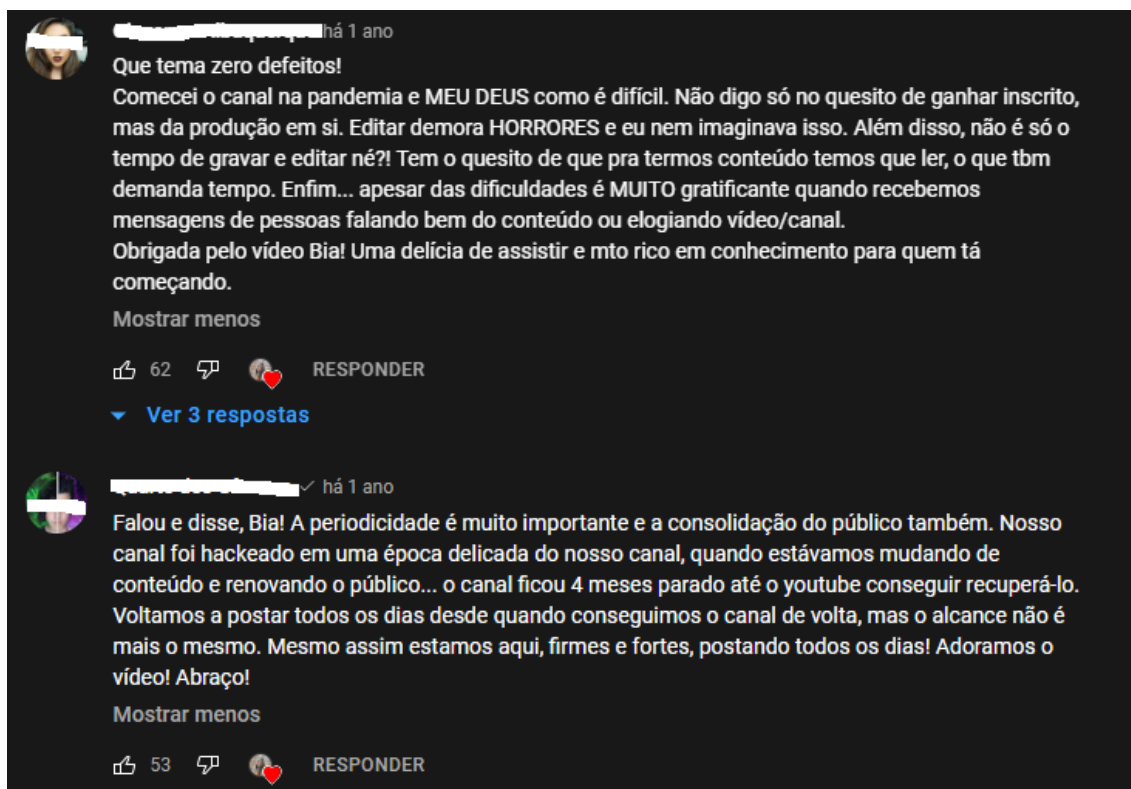 há 1 ano
Que tema zero defeitos!
Comecei o canal na pandemia e MEU DEUS como é difícil. Não digo só no quesito de ganhar inscrito,
mas da produção em si. Editar demora HORRORES e eu nem imaginava isso. Além disso, não é só o
tempo de gravar e editar né?! Tem o quesito de que pra termos conteúdo temos que ler, o que tbm
demanda tempo. Enfim... apesar das dificuldades é MUITO gratificante quando recebemos
mensagens de pessoas falando bem do conteúdo ou elogiando vídeo/canal.
Obrigada pelo vídeo Bia! Uma delícia de assistir e mto rico em conhecimento para quem tá
começando.
Mostrar menos
62 RESPONDER
Ver 3 respostas
há 1 ano
Falou e disse, Bia! A periodicidade é muito importante e a consolidação do público também. Nosso
canal foi hackeado em uma época delicada do nosso canal, quando estávamos mudando de
conteúdo e renovando o público... o canal ficou 4 meses parado até o youtube conseguir recuperá-lo.
Voltamos a postar todos os dias desde quando conseguimos o canal de volta, mas o alcance não é
mais o mesmo. Mesmo assim estamos aqui, firmes e fortes, postando todos os dias! Adoramos o
vídeo! Abraço!
Mostrar menos
53 RESPONDER